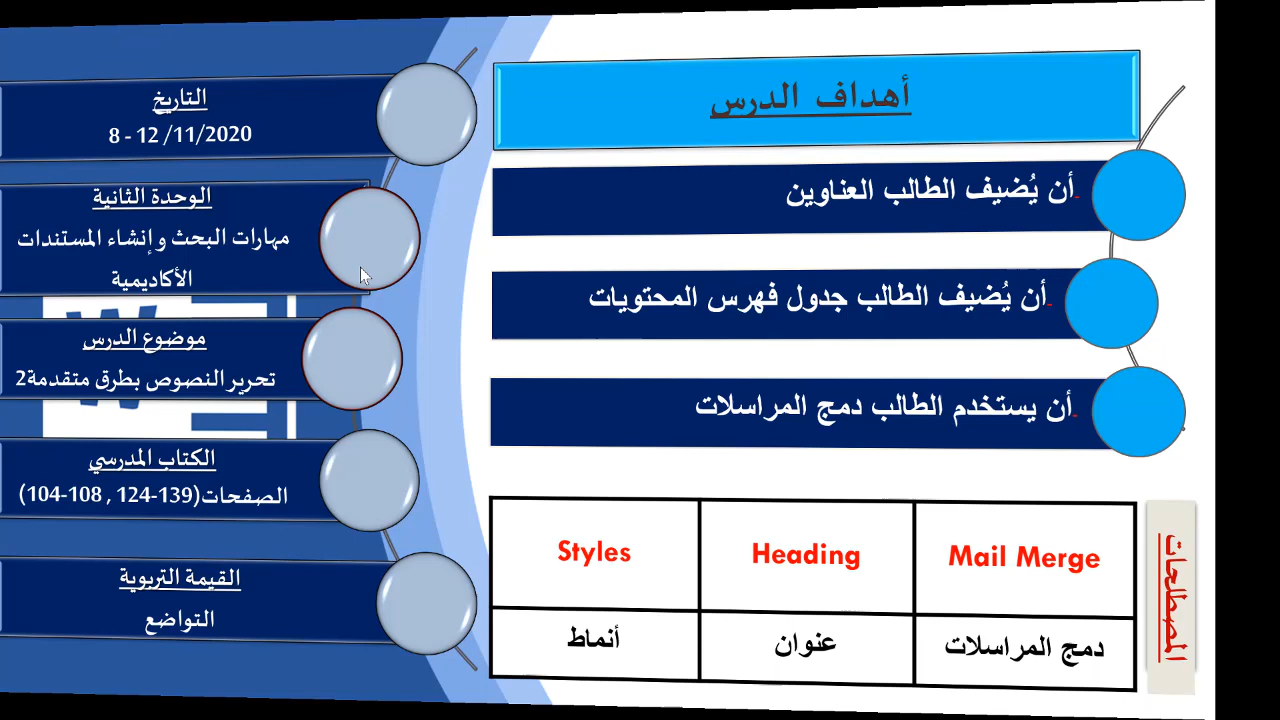 أهداف الدرس
-أن يُضيف الطالب العناوين
-أن يُضيف الطالب جدول فهرس المحتويات
-أن يستخدم الطالب دمج المراسلات
المصطلحات
Styles Heading Mail Merge
أنماط عنوان دمج المراسلات
التاريخ
8 - 12 /11/2020
الوحدة الثانية
مهارات البحث وإنشاء المستندات
الأكاديمية
موضوع الدرس
تحرير النصوص بطرق متقدمة2
الكتاب المدرسي
الصفحات(104-108 , 124-139)
القيمة التربوية
التواضع
W